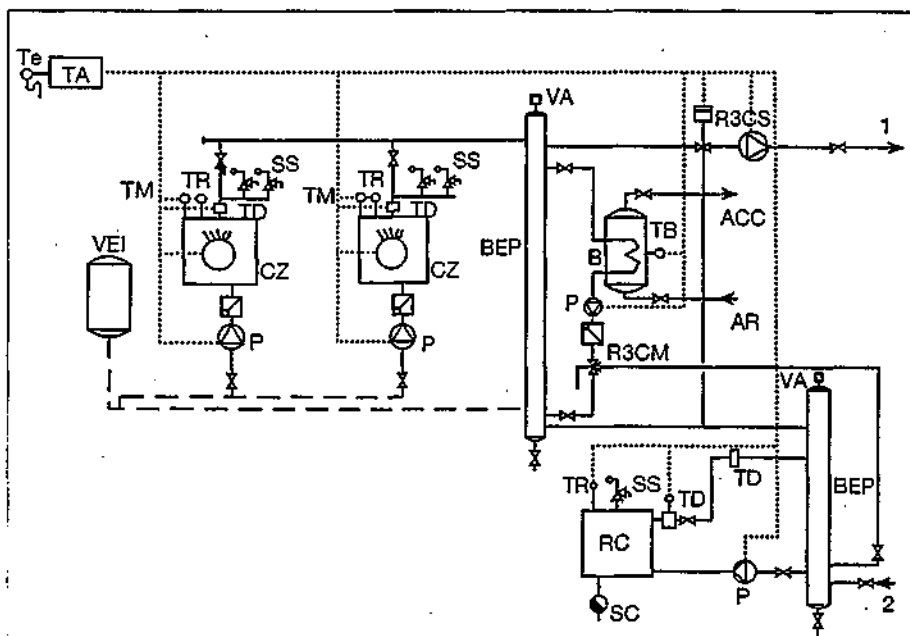 Te
TA
VA
R3CS
1
SS
SS
TM
TR
TD
TM
TR
TD
ACC
VEI
CZ
CZ
BEP
B
TB
P
P
P
AR
R3CM
VA
TR
SS
TD
TD
BEP
RC
P
2
SC